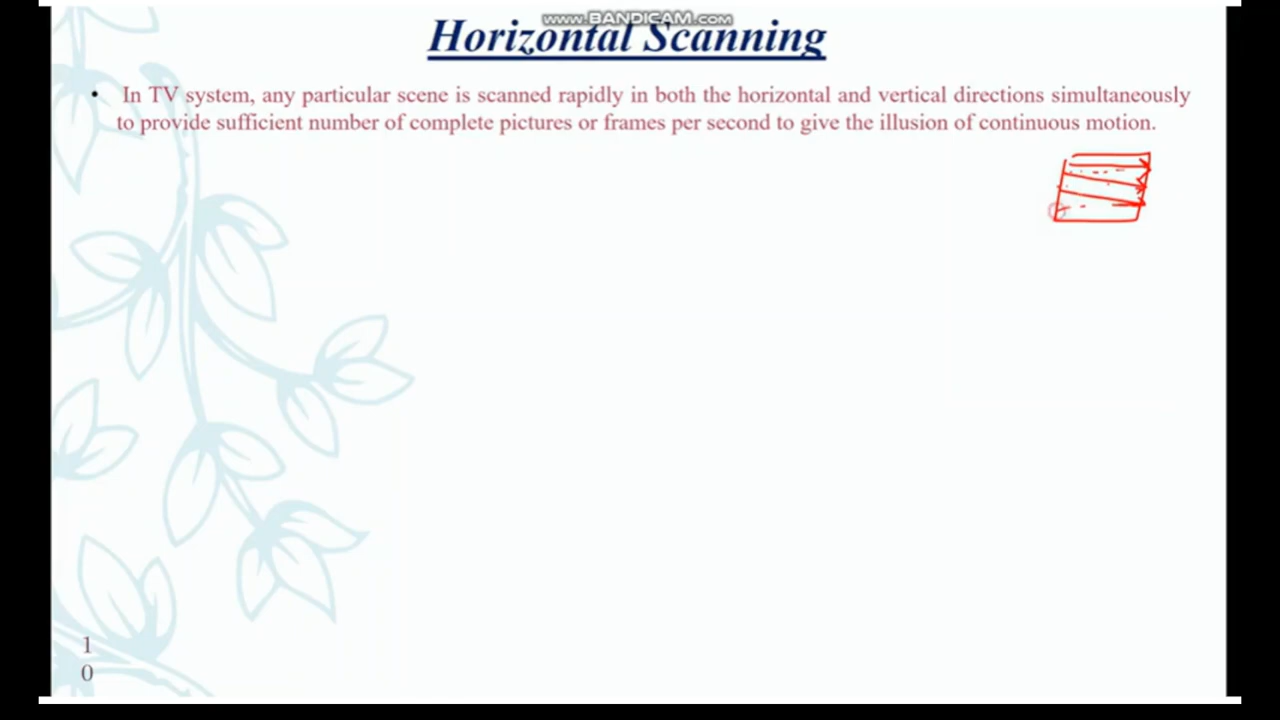 www.BANDICAM.com
Horizontal Scanning
• In TV system, any particular scene is scanned rapidly in both the horizontal and vertical directions simultaneously
to provide sufficient number of complete pictures or frames per second to give the illusion of continuous motion.
1
0